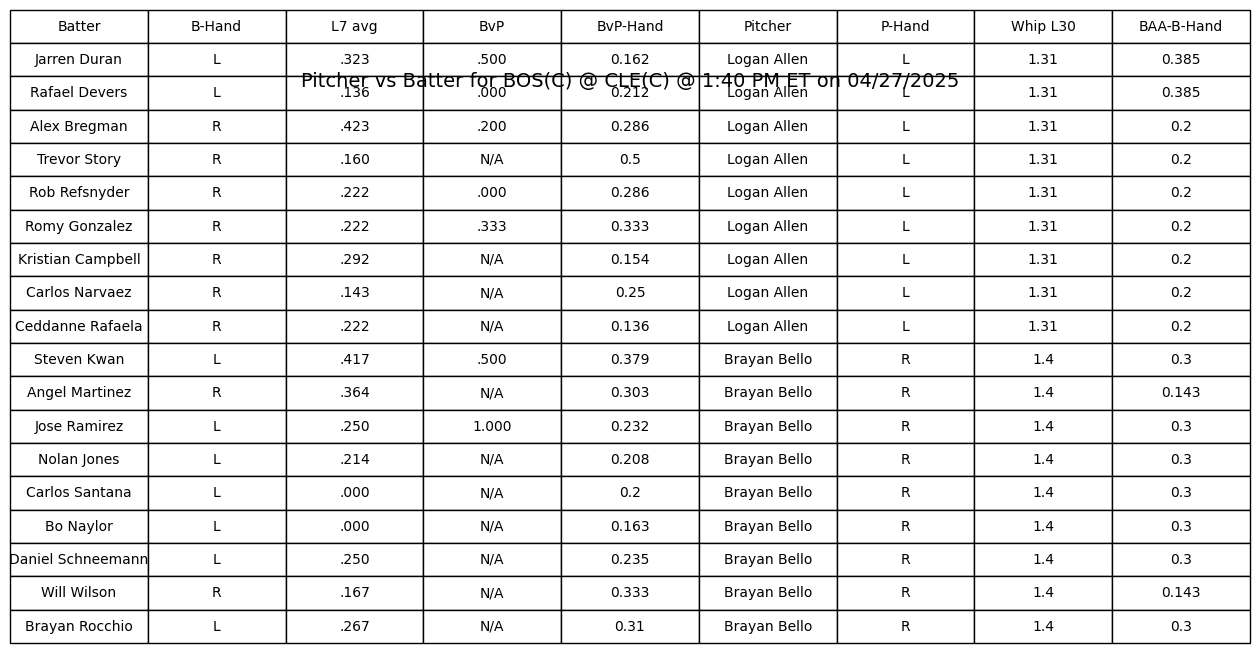 Batter B-Hand L7 avg BvP BvP-Hand Pitcher P-Hand Whip L30 BAA-B-Hand
Jarren Duran L .323 .500 0.162 Logan Allen L 1.31 0.385
Pitcher vs Batter for BOS(C) @ CLE(C) @ 1:40 PM ET on 04/27/2025
Rafael Devers L .136 .000 0.212 Logan Allen L 1.31 0.385
Alex Bregman R .423 .200 0.286 Logan Allen L 1.31 0.2
Trevor Story R .160 N/A 0.5 Logan Allen L 1.31 0.2
Rob Refsnyder R .222 .000 0.286 Logan Allen L 1.31 0.2
Romy Gonzalez R .222 .333 0.333 Logan Allen L 1.31 0.2
Kristian Campbell R .292 N/A 0.154 Logan Allen L 1.31 0.2
Carlos Narvaez R .143 N/A 0.25 Logan Allen L 1.31 0.2
Ceddanne Rafaela R .222 N/A 0.136 Logan Allen L 1.31 0.2
Steven Kwan L .417 .500 0.379 Brayan Bello R 1.4 0.3
Angel Martinez R .364 N/A 0.303 Brayan Bello R 1.4 0.143
Jose Ramirez L .250 1.000 0.232 Brayan Bello R 1.4 0.3
Nolan Jones L .214 N/A 0.208 Brayan Bello R 1.4 0.3
Carlos Santana L .000 N/A 0.2 Brayan Bello R 1.4 0.3
Bo Naylor L .000 N/A 0.163 Brayan Bello R 1.4 0.3
Daniel Schneemann L .250 N/A 0.235 Brayan Bello R 1.4 0.3
Will Wilson R .167 N/A 0.333 Brayan Bello R 1.4 0.143
Brayan Rocchio L .267 N/A 0.31 Brayan Bello R 1.4 0.3